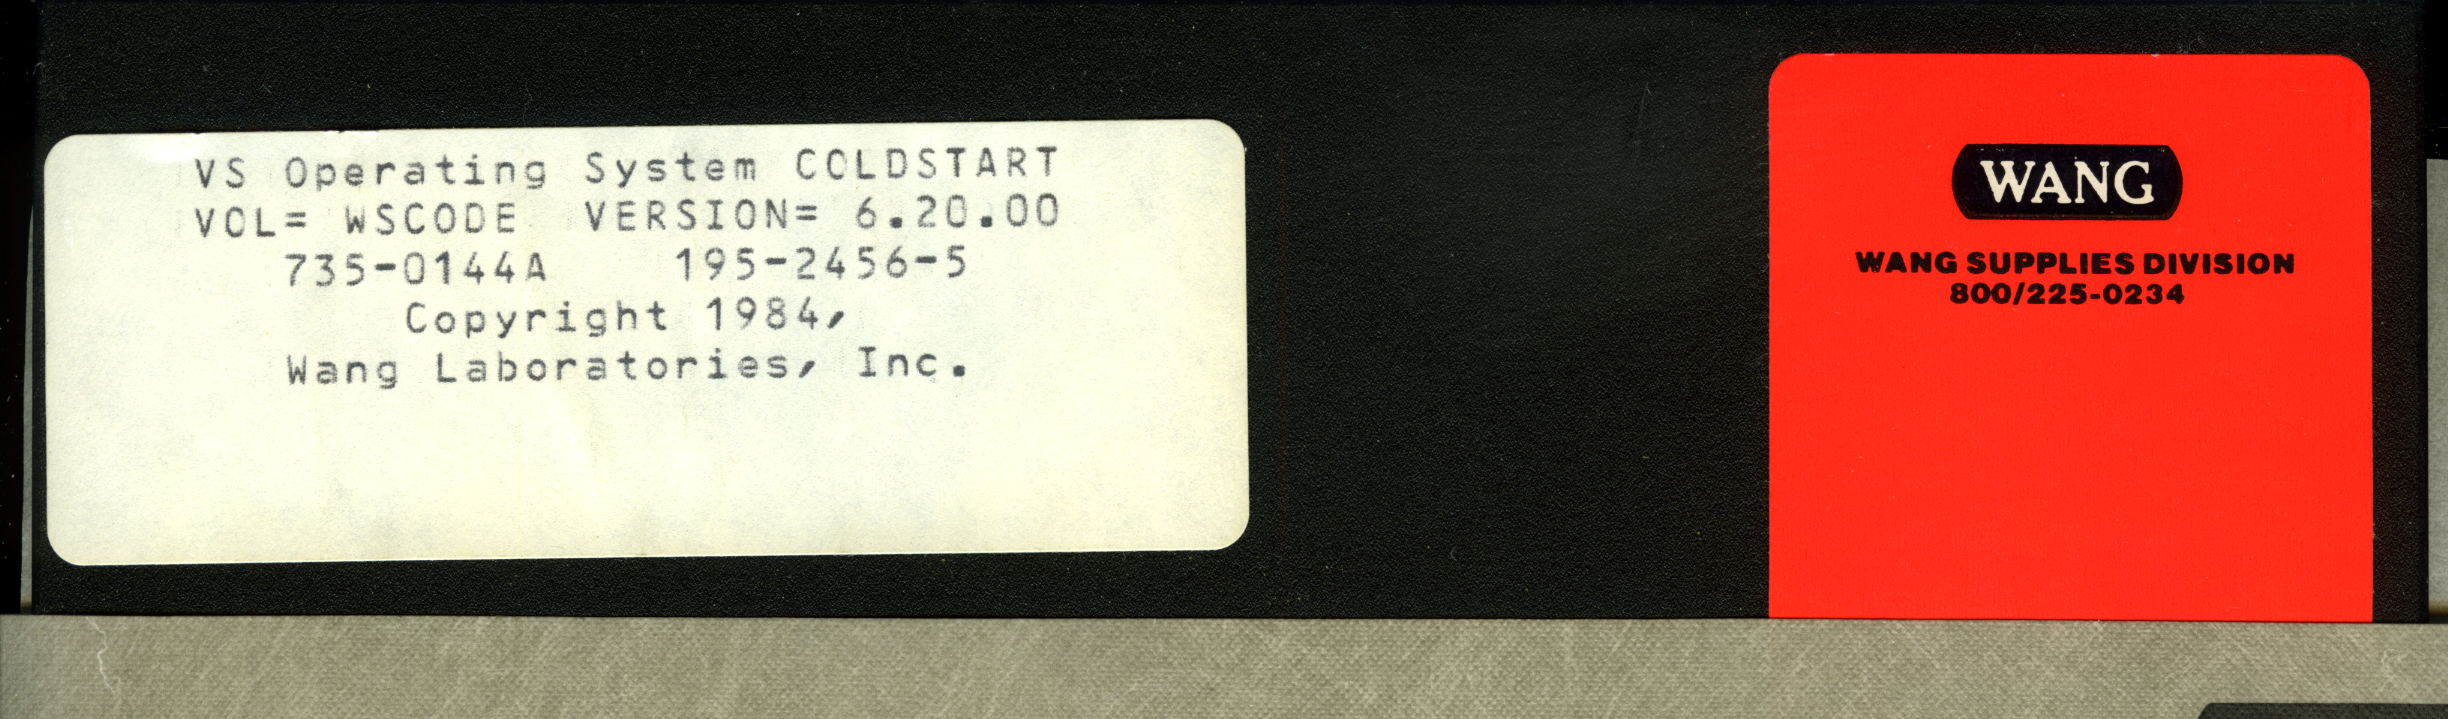 VS Operating System COLDSTART
VOL= WSCODE VERSION= 6.20.00
735-0144A 195-2456-5
Copyright 1984,
Wang Laboratories, Inc.
WANG
WANG SUPPLIES DIVISION
800/225-0234